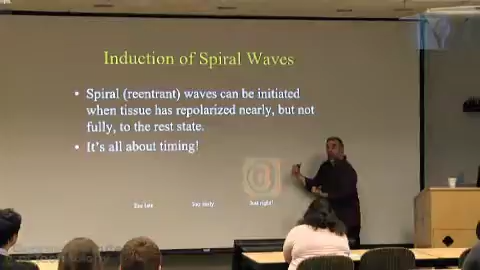 Induction of Spiral Waves
• Spiral (reentrant) waves can be initiated
when tissue has repolarized nearly, but not
fully, to the rest state.
• It's all about timing!
Too late Too early Just right!